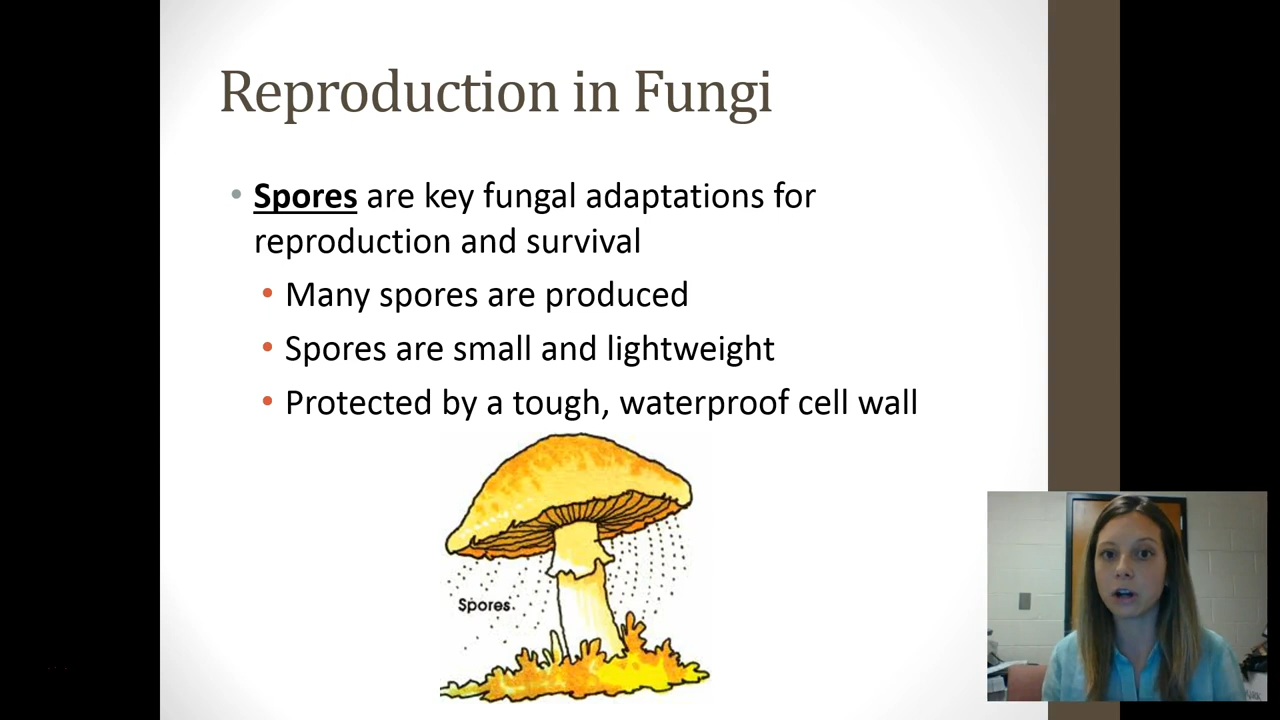 Reproduction in Fungi
• Spores are key fungal adaptations for
reproduction and survival
• Many spores are produced
• Spores are small and lightweight
• Protected by a tough, waterproof cell wall
Spores